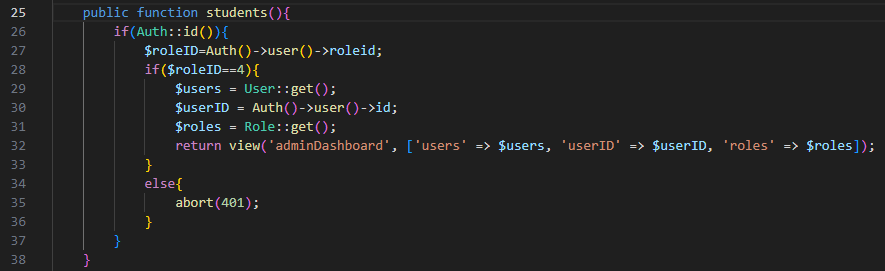 25 public function students(){
26 if(Auth::id()){
27 $roleID=Auth()->user()->roleid;
28 if($roleID==4){
29 $users = User::get();
30 $userID = Auth()->user()->id;
31 $roles = Role::get();
32 return view('adminDashboard', ['users' => $users, 'userID' => $userID, 'roles' => $roles]);
33 }
34 else{
35 abort(401);
36 }
37 }
38 }